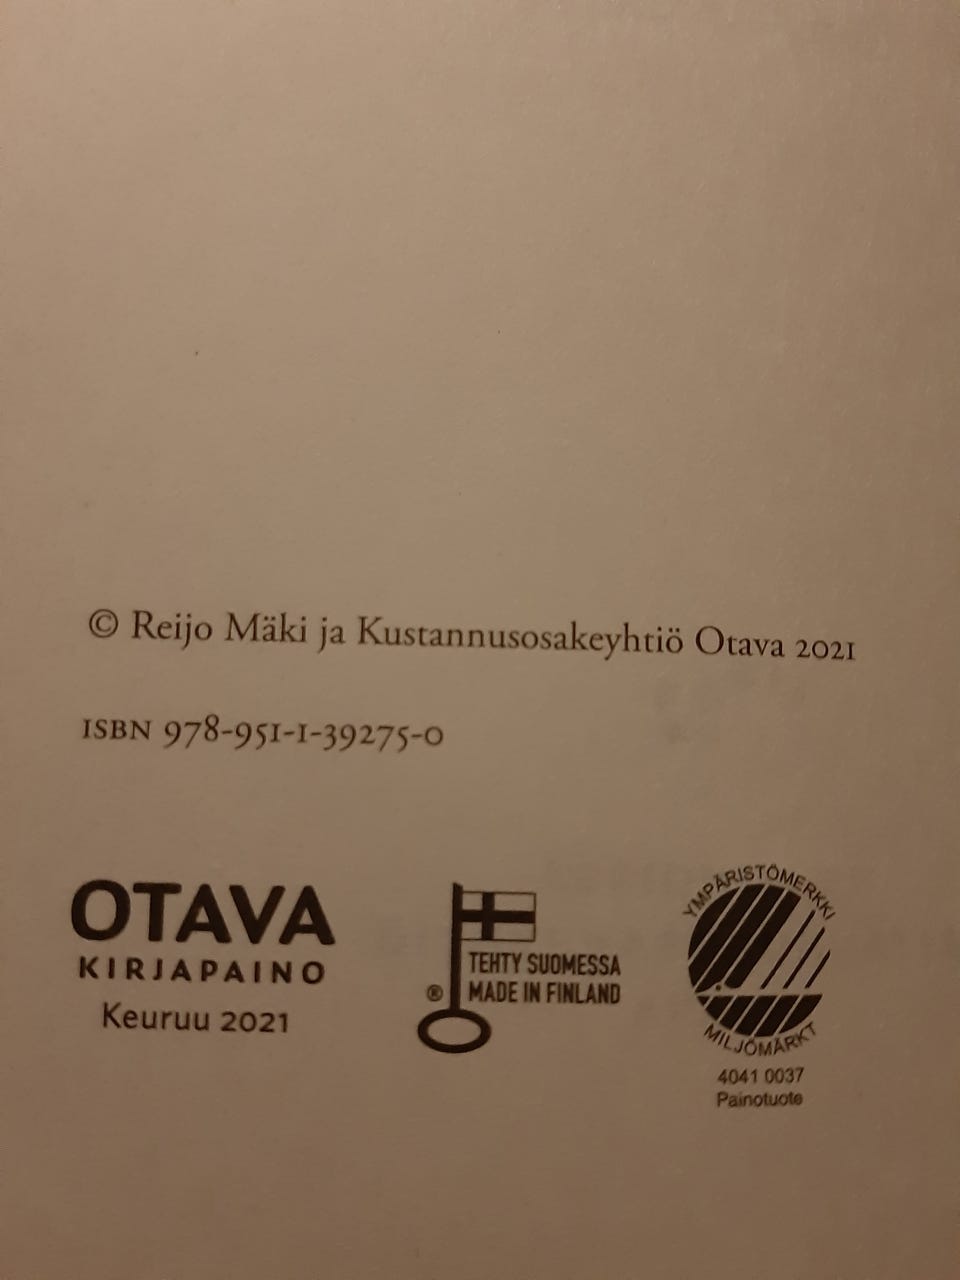 © Reijo Mäki ja Kustannusosakeyhtiö Otava 2021
ISBN 978-951-1-39275-0
OTAVA
KIRJAPAINO
Keuruu 2021
TEHTY SUOMESSA
® MADE IN FINLAND
YMPÄRISTÖMERKKI
MILJÖMÄRKT
4041 0037
Painotuote